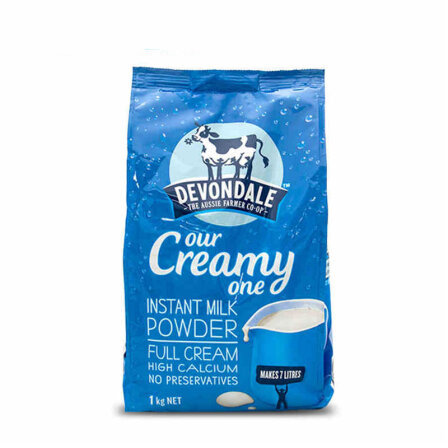 DEVONDALE™
THE AUSSIE FARMER CO-OP
our
Creamy
one
INSTANT MILK
POWDER
FULL CREAM
HIGH CALCIUM
NO PRESERVATIVES
MAKES 7 LITRES
1 kg NET